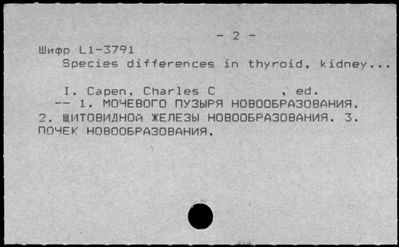 - 2 -
Шифр L1-3791
Species differences in thyroid, kidney...
I. Capen, Charles C , ed.
-- 1. МОЧЕВОГО ПУЗЫРЯ НОВООБРАЗОВАНИЯ.
2. ЩИТОВИДНОЙ ЖЕЛЕЗЫ НОВООБРАЗОВАНИЯ. 3.
ПОЧЕК НОВООБРАЗОВАНИЯ.